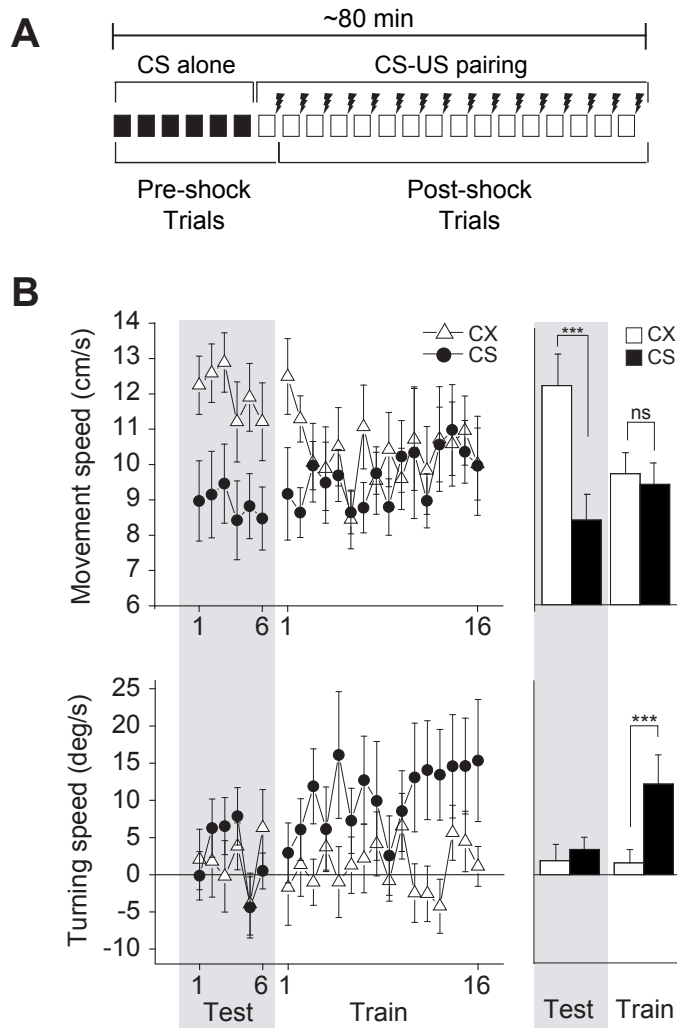 A
~80 min
CS alone
CS-US pairing
Pre-shock
Trials
Post-shock
Trials
B
Movement speed (cm/s)
14
13
12
11
10
9
8
7
6
1
6
1
16
CX
CS
***
ns
CX
CS
Turning speed (deg/s)
25
20
15
10
5
0
-5
-10
1
6
1
16
Test
Train
***
Test
Train